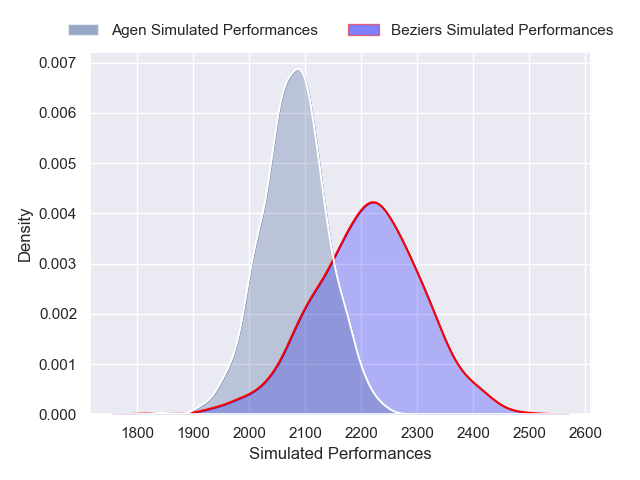 Agen Simulated Performances
Beziers Simulated Performances
0.007
0.006
0.005
0.004
0.003
0.002
0.001
0.000
Density
1800 1900 2000 2100 2200 2300 2400 2500 2600
Simulated Performances